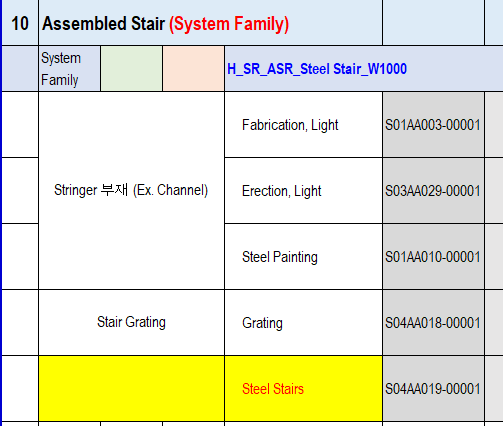 10 Assembled Stair (System Family)
System Family H_SR_ASR_Steel Stair_W1000
Fabrication, Light S01AA003-00001
Stringer 부재 (Ex. Channel) Erection, Light S03AA029-00001
Steel Painting S01AA010-00001
Stair Grating Grating S04AA018-00001
Steel Stairs S04AA019-00001